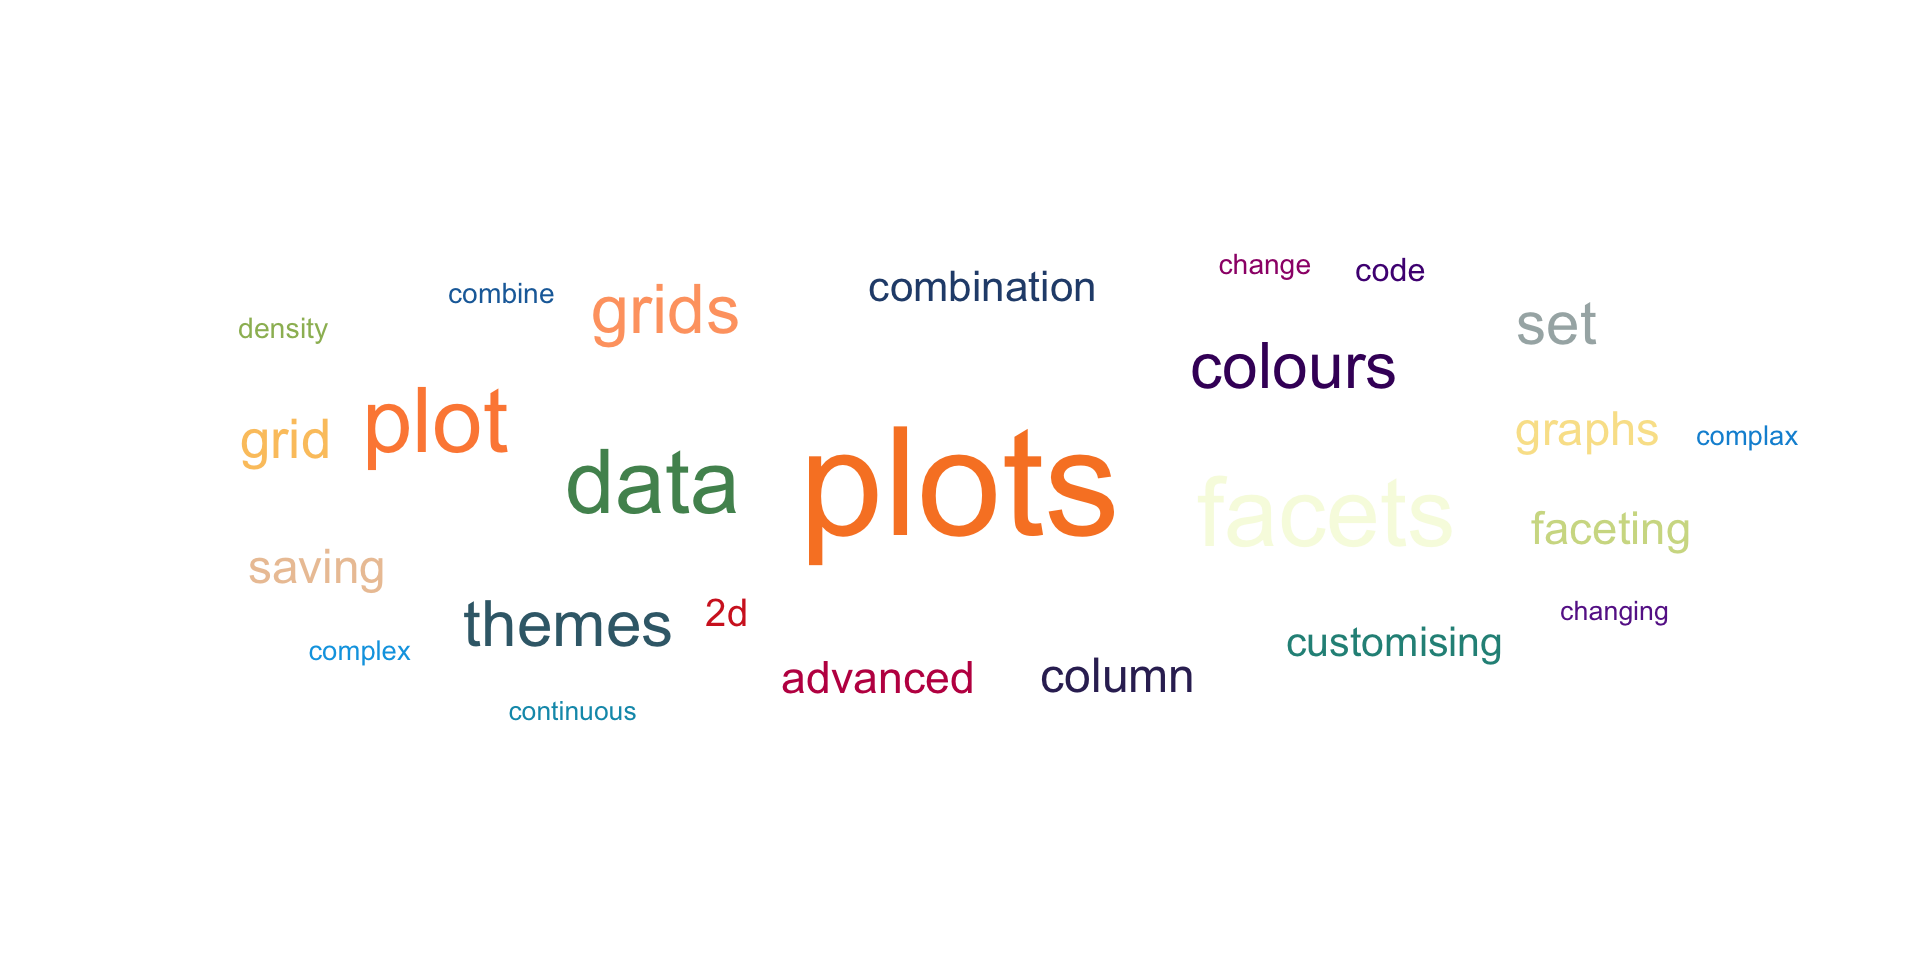 change
code
combination
combine
grids
density
set
colours
plot
grid
graphs
complax
data
plots
facets
faceting
saving
themes
2d
changing
customising
complex
advanced
column
continuous